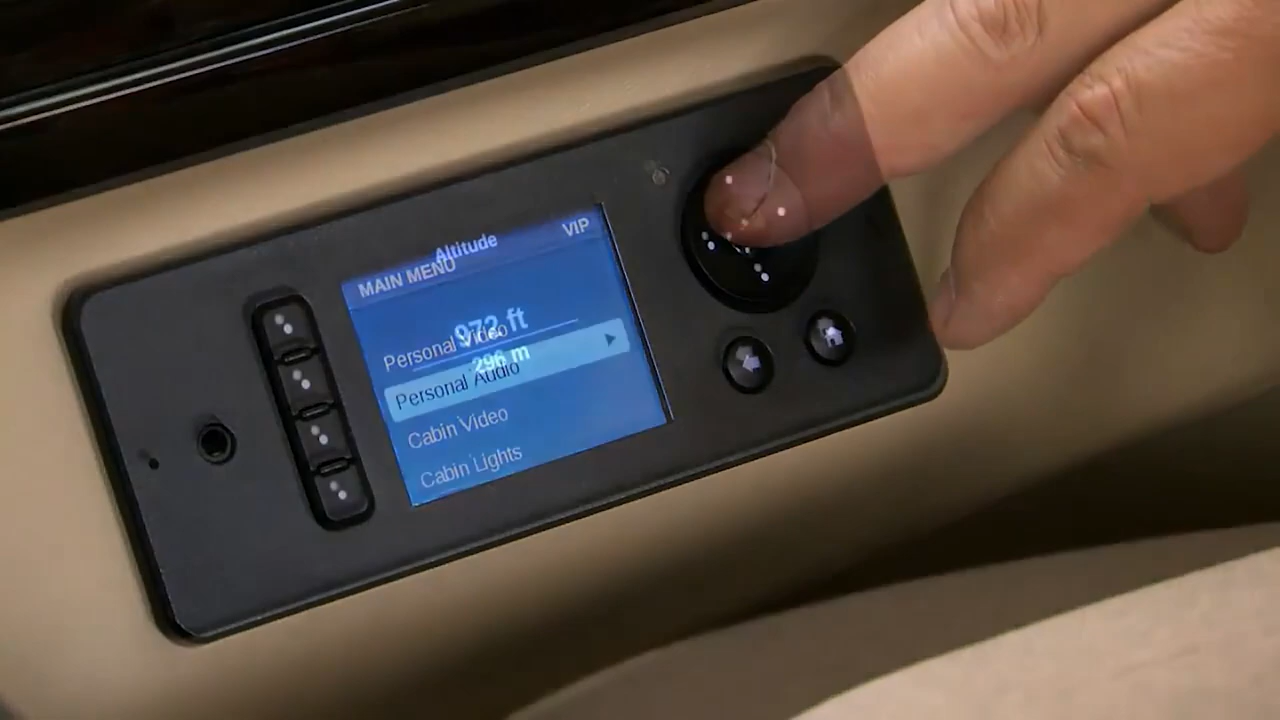 Altitude
VIP
MAIN MENU
972 ft
Personal Video
296 m
Personal Audio
Cabin Video
Cabin Lights